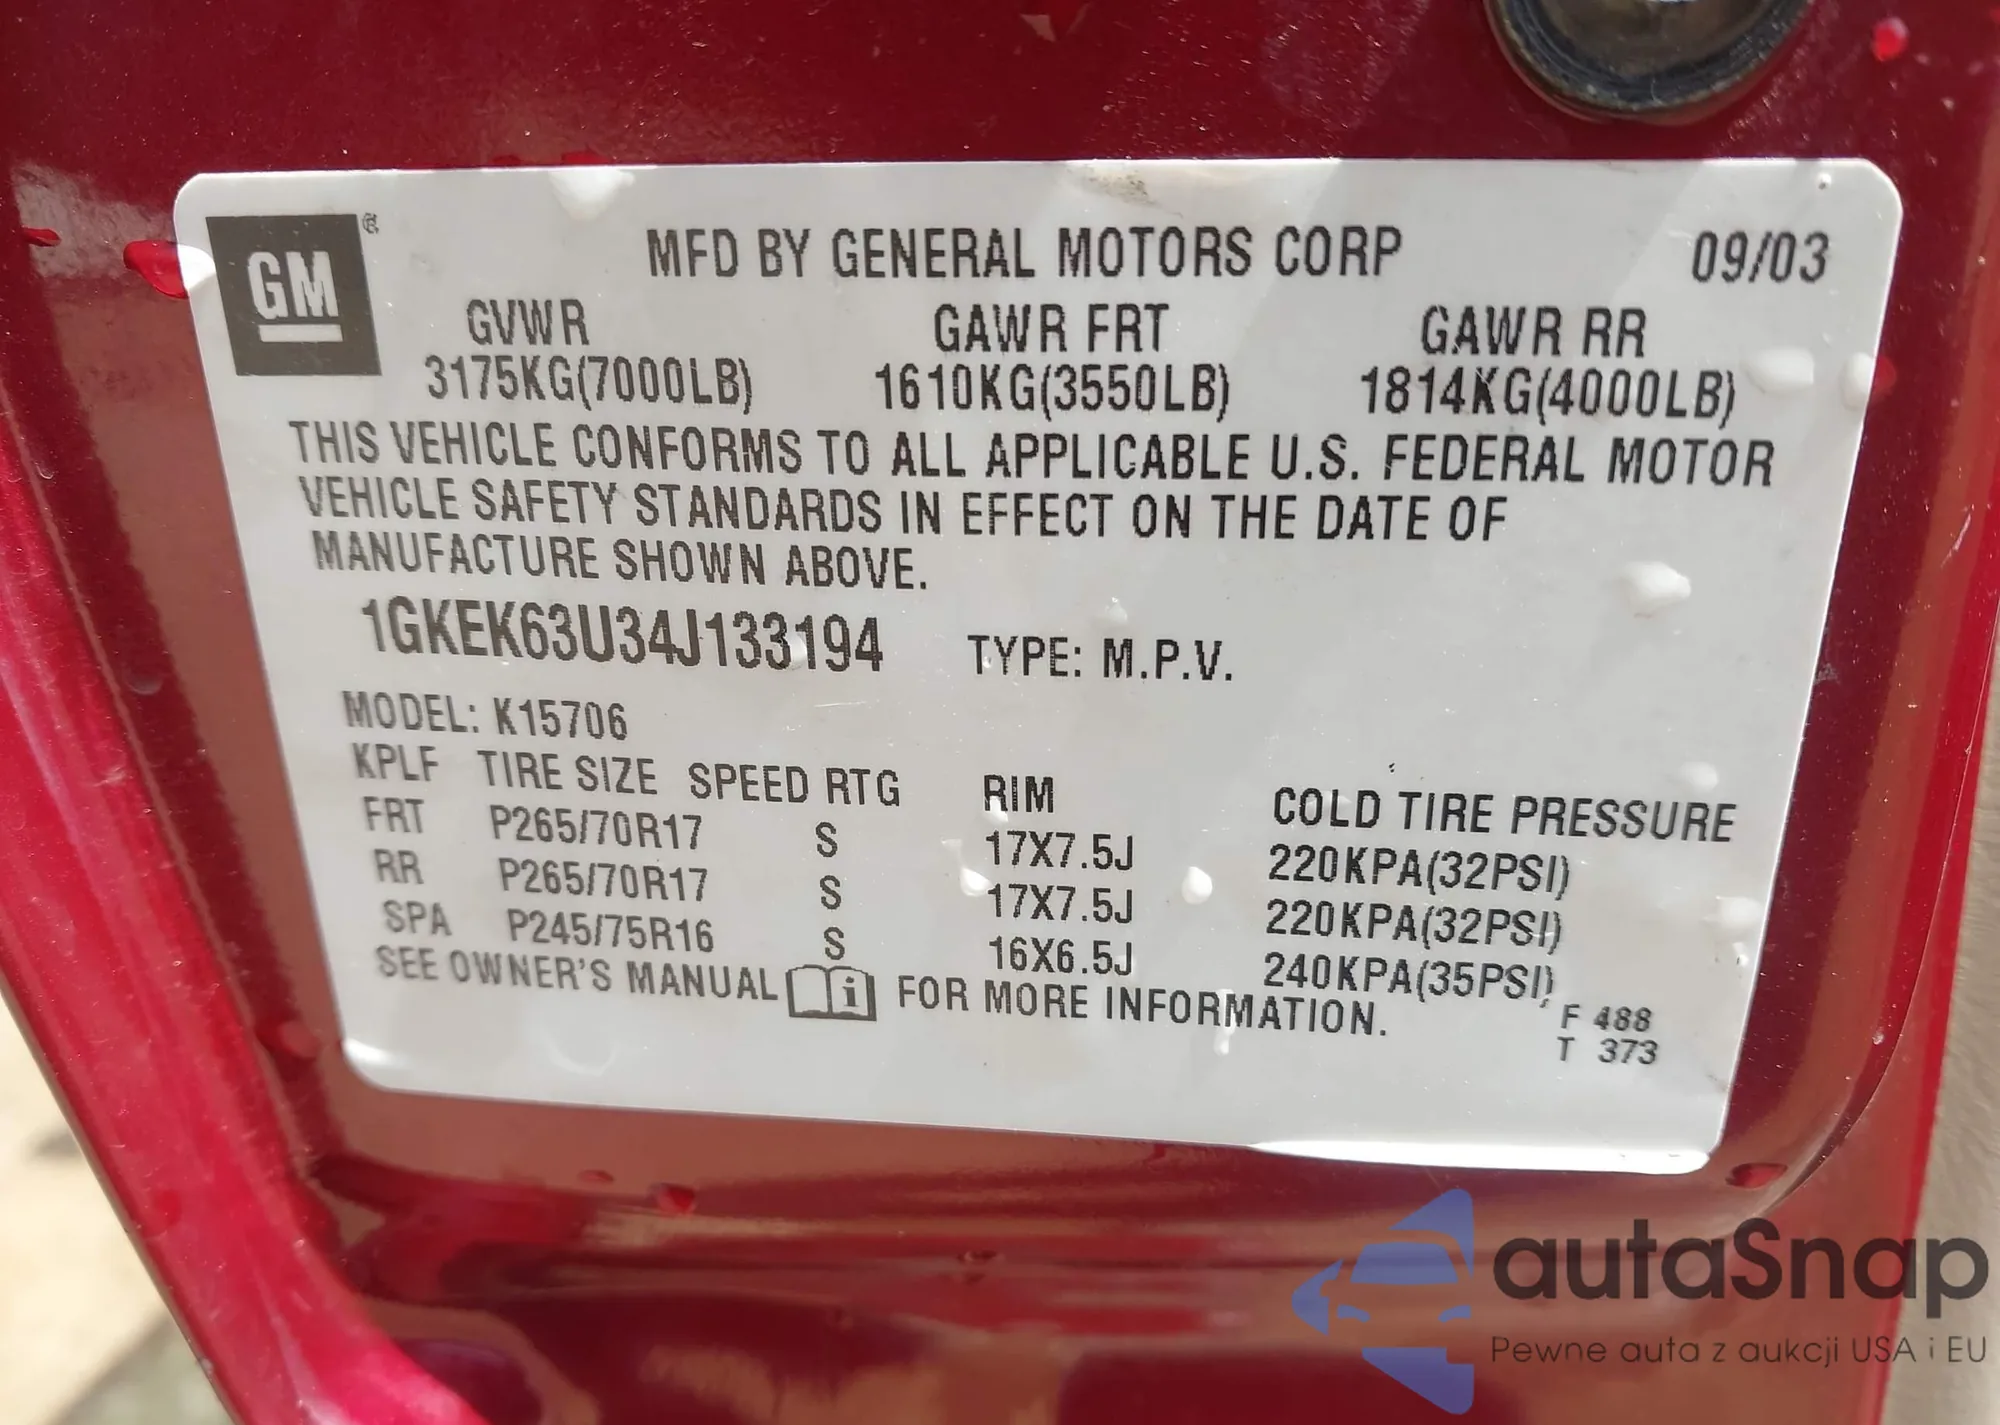 GM ®
MFD BY GENERAL MOTORS CORP 09/03
GVWR GAWR FRT GAWR RR
3175KG(7000LB) 1610KG(3550LB) 1814KG(4000LB)
THIS VEHICLE CONFORMS TO ALL APPLICABLE U.S. FEDERAL MOTOR
VEHICLE SAFETY STANDARDS IN EFFECT ON THE DATE OF
MANUFACTURE SHOWN ABOVE.
1GKEK63U34J133194 TYPE: M.P.V.
MODEL: K15706
KPLF TIRE SIZE SPEED RTG RIM COLD TIRE PRESSURE
FRT P265/70R17 S 17X7.5J 220KPA(32PSI)
RR P265/70R17 S 17X7.5J 220KPA(32PSI)
SPA P245/75R16 S 16X6.5J 240KPA(35PSI)
SEE OWNER'S MANUAL i FOR MORE INFORMATION.
F 488
T 373
autaSnap
Pewne auta z aukcji USA i EU